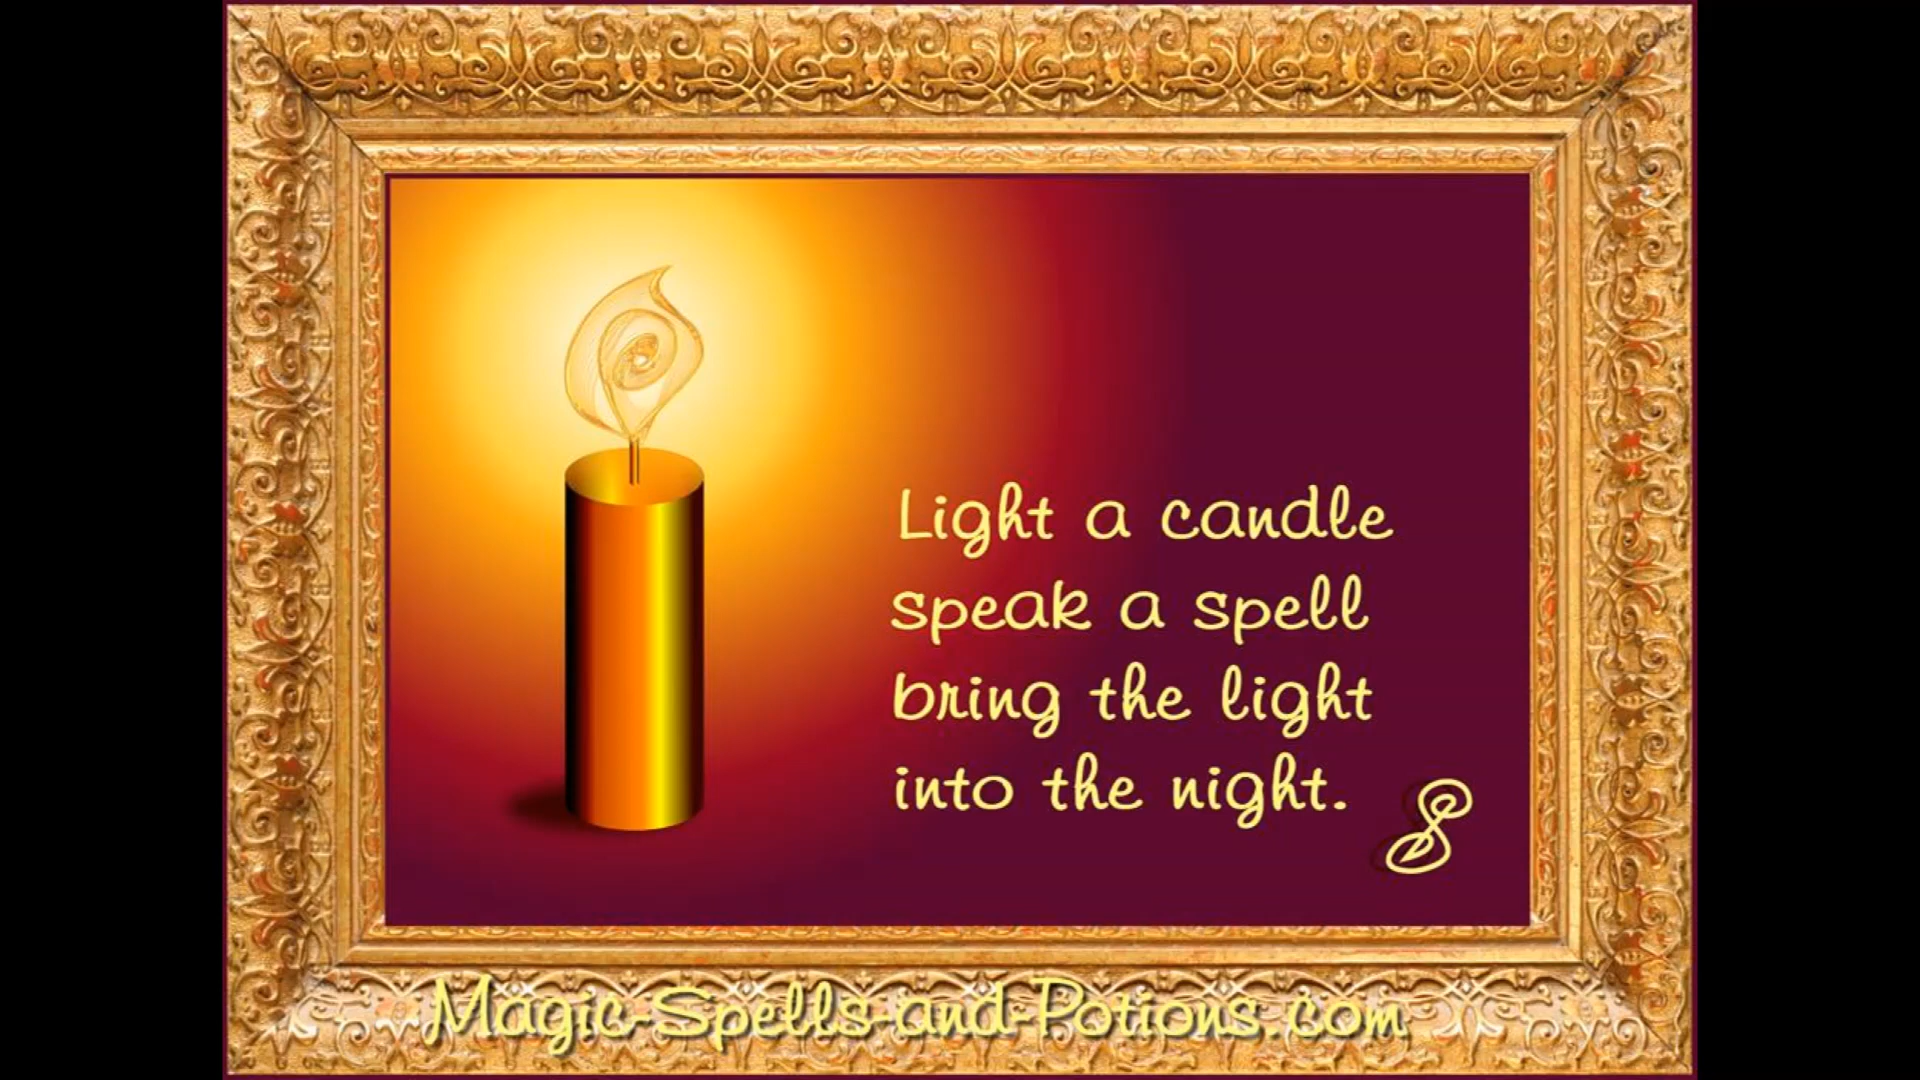 Light a candle
speak a spell
bring the light
into the night.
S
Magic-Spells-and-Potions.com